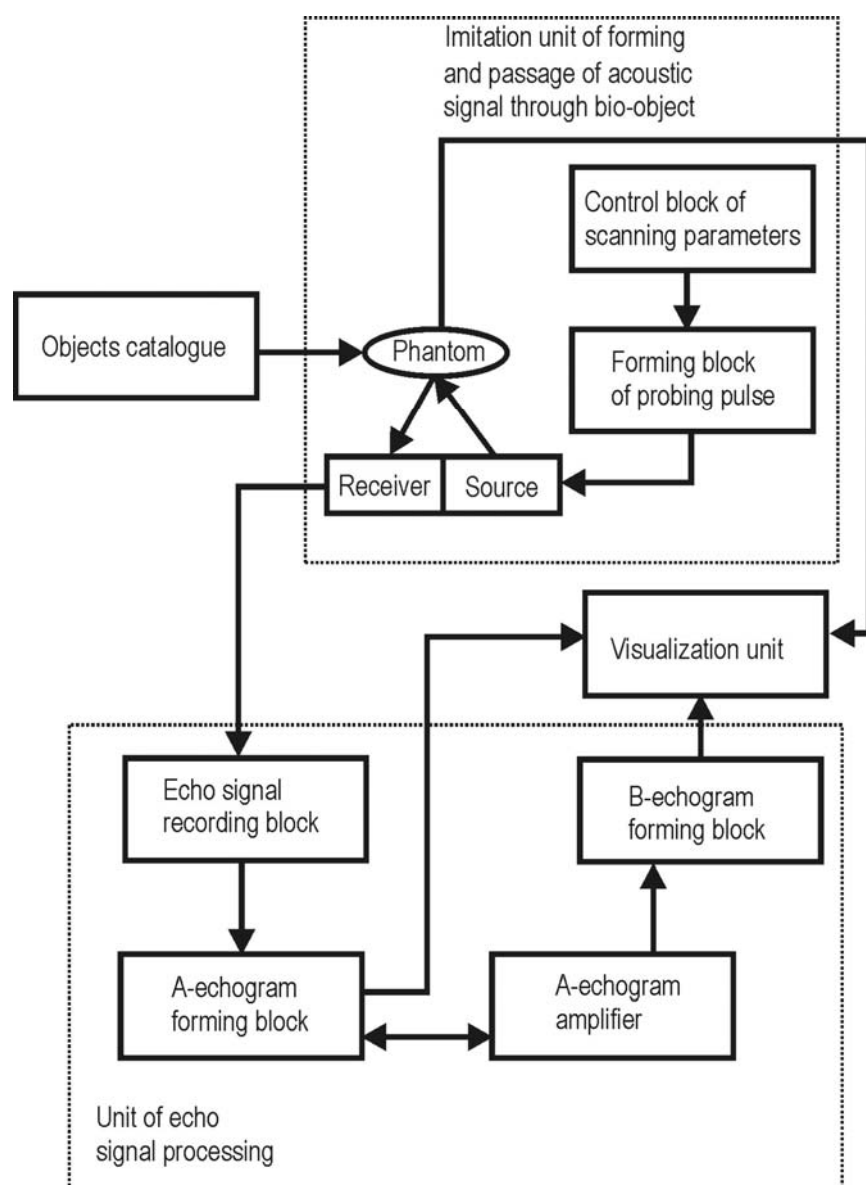 Imitation unit of forming
and passage of acoustic
signal through bio-object
Control block of
scanning parameters
Objects catalogue
Phantom
Forming block
of probing pulse
Receiver
Source
Visualization unit
Echo signal
recording block
B-echogram
forming block
A-echogram
forming block
A-echogram
amplifier
Unit of echo
signal processing